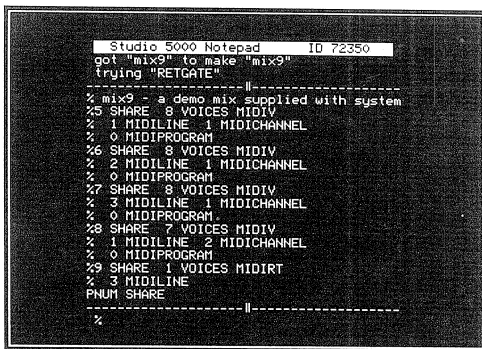 Studio 5000 Notepad ID 72350
got "mix9" to make "mix9"
trying "RETGATE"
--------------------||--------------------
% mix9 - a demo mix supplied with system
%5 SHARE 8 VOICES MIDIV
% 1 MIDILINE 1 MIDICHANNEL
% 0 MIDIPROGRAM
%6 SHARE 8 VOICES MIDIV
% 2 MIDILINE 1 MIDICHANNEL
% 0 MIDIPROGRAM
%7 SHARE 8 VOICES MIDIV
% 3 MIDILINE 1 MIDICHANNEL
% 0 MIDIPROGRAM
%8 SHARE 7 VOICES MIDIV
% 1 MIDILINE 2 MIDICHANNEL
% 0 MIDIPROGRAM
%9 SHARE 1 VOICES MIDIRT
% 3 MIDILINE
PNUM SHARE
--------------------||--------------------
%